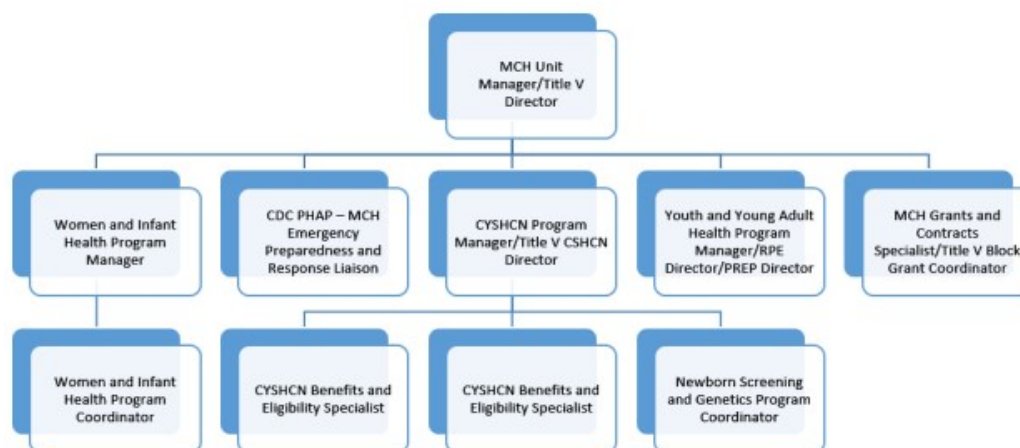 MCH Unit
Manager/Title V
Director
Women and Infant
Health Program
Manager
CDC PHAP – MCH
Emergency
Preparedness and
Response Liaison
CYSHCN Program
Manager/Title V CSHCN
Director
Youth and Young Adult
Health Program
Manager/RPE
Director/PREP Director
MCH Grants and
Contracts
Specialist/Title V Block
Grant Coordinator
Women and Infant
Health Program
Coordinator
CYSHCN Benefits and
Eligibility Specialist
CYSHCN Benefits and
Eligibility Specialist
Newborn Screening
and Genetics Program
Coordinator